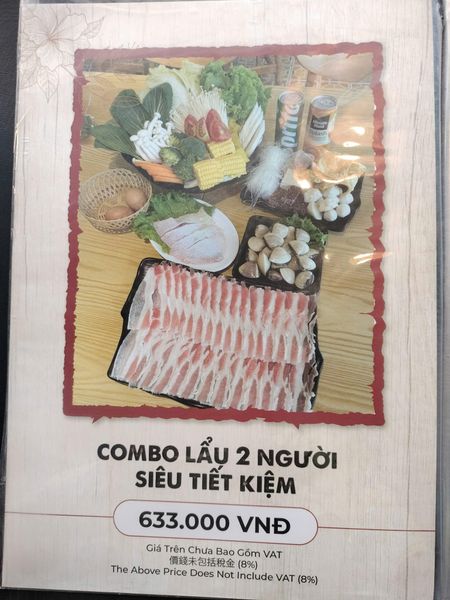 COMBO LẨU 2 NGƯỜI
SIÊU TIẾT KIỆM
633.000 VNĐ
Giá Trên Chưa Bao Gồm VAT
價錢未包括稅金 (8%)
The Above Price Does Not Include VAT (8%)